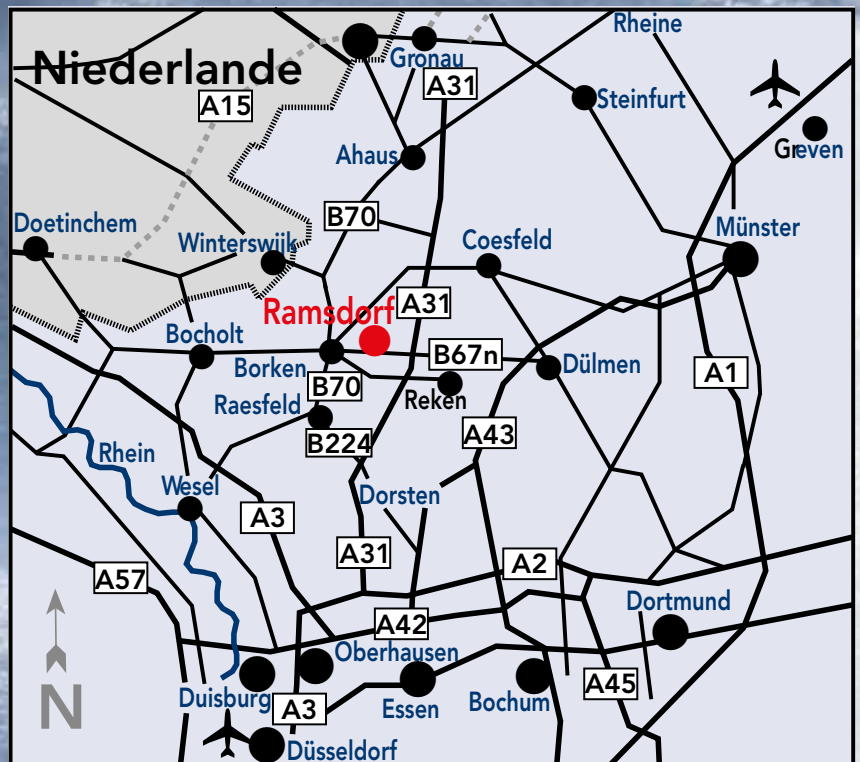 Rheine
Gronau
Niederlande
A31
A15
Steinfurt
Greven
Ahaus
B70
Doetinchem
Winterswijk
Coesfeld
Münster
Ramsdorf
A31
Bocholt
Borken
B67n
Dülmen
A1
B70
Reken
Raesfeld
B224
A43
Rhein
Wesel
Dorsten
A3
A31
A2
A57
A42
Dortmund
Oberhausen
Duisburg
A3
Essen
Bochum
A45
N
Düsseldorf